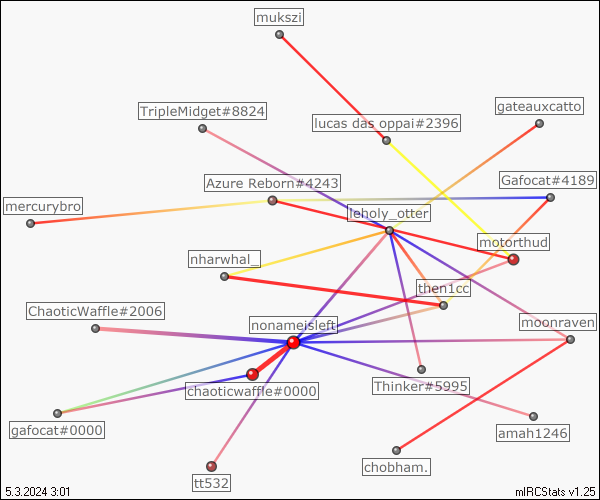 mukszi
TripleMidget#8824
lucas das oppai#2396
gateauxcatto
Azure Reborn#4243
Gafocat#4189
mercurybro
leholy_otter
motorthud
nharwhal_
then1cc
ChaoticWaffle#2006
nonameisleft
moonraven
chaoticwaffle#0000
Thinker#5995
gafocat#0000
amah1246
chobham.
tt532
5.3.2024 3:01
mIRCStats v1.25